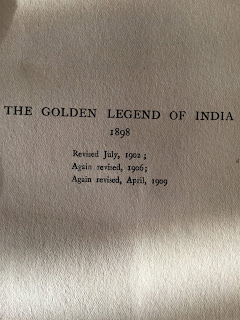 THE GOLDEN LEGEND OF INDIA
1898
Revised July, 1902 ;
Again revised, 1906;
Again revised, April, 1909